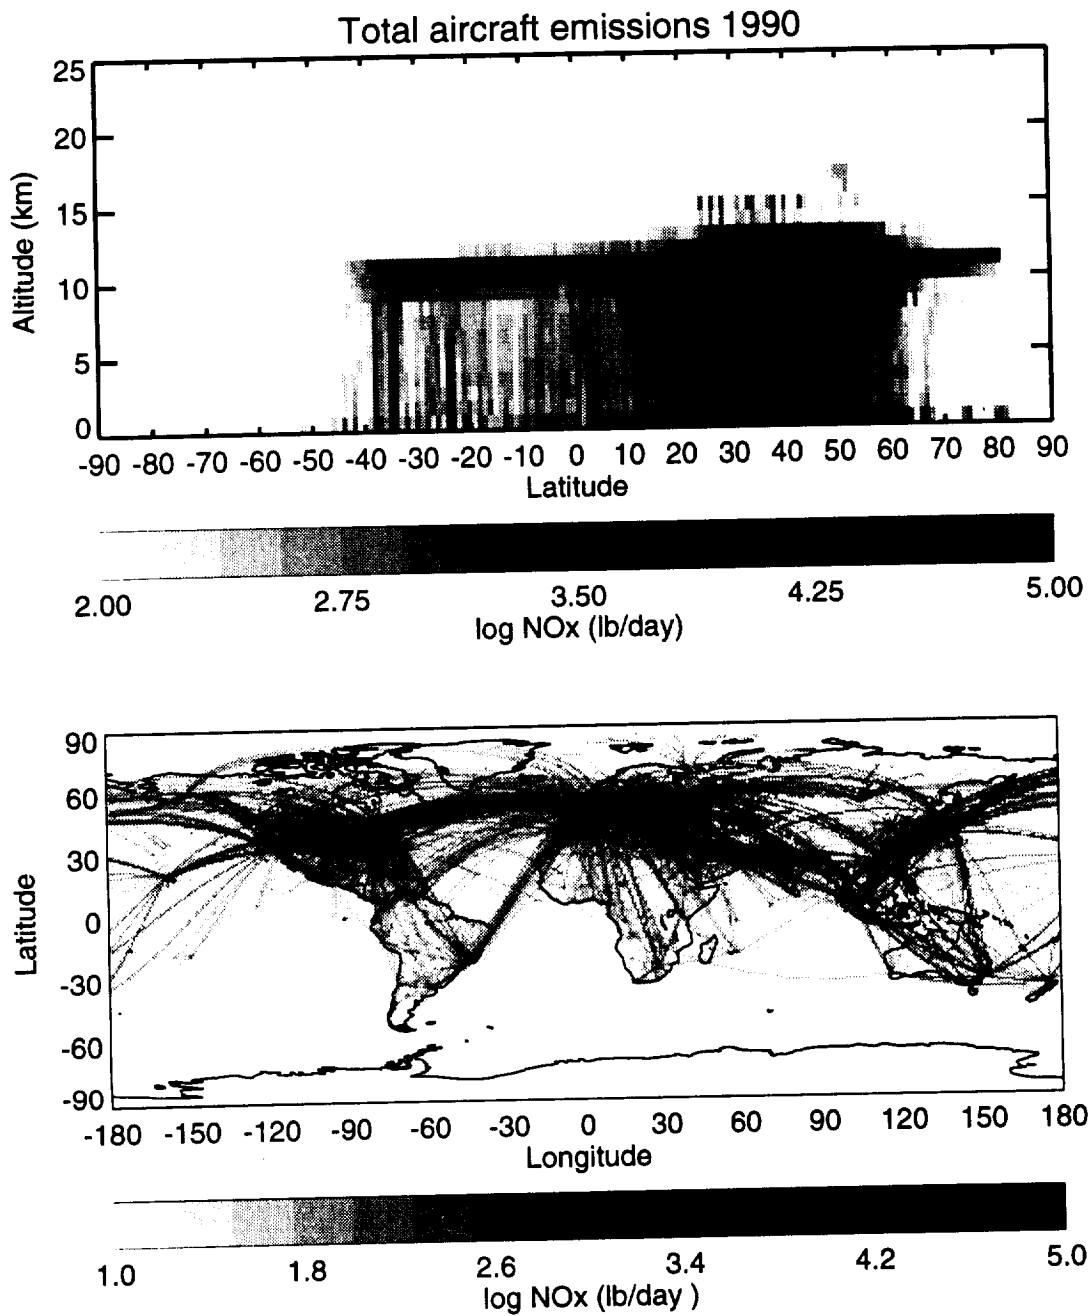 Total aircraft emissions 1990
25
20
15
10
5
0
Altitude (km)
-90 -80 -70 -60 -50 -40 -30 -20 -10 0 10 20 30 40 50 60 70 80 90
Latitude
2.00 2.75 3.50 4.25 5.00
log NOx (lb/day)
90
60
30
0
-30
-60
-90
Latitude
-180 -150 -120 -90 -60 -30 0 30 60 90 120 150 180
Longitude
1.0 1.8 2.6 3.4 4.2 5.0
log NOx (lb/day )